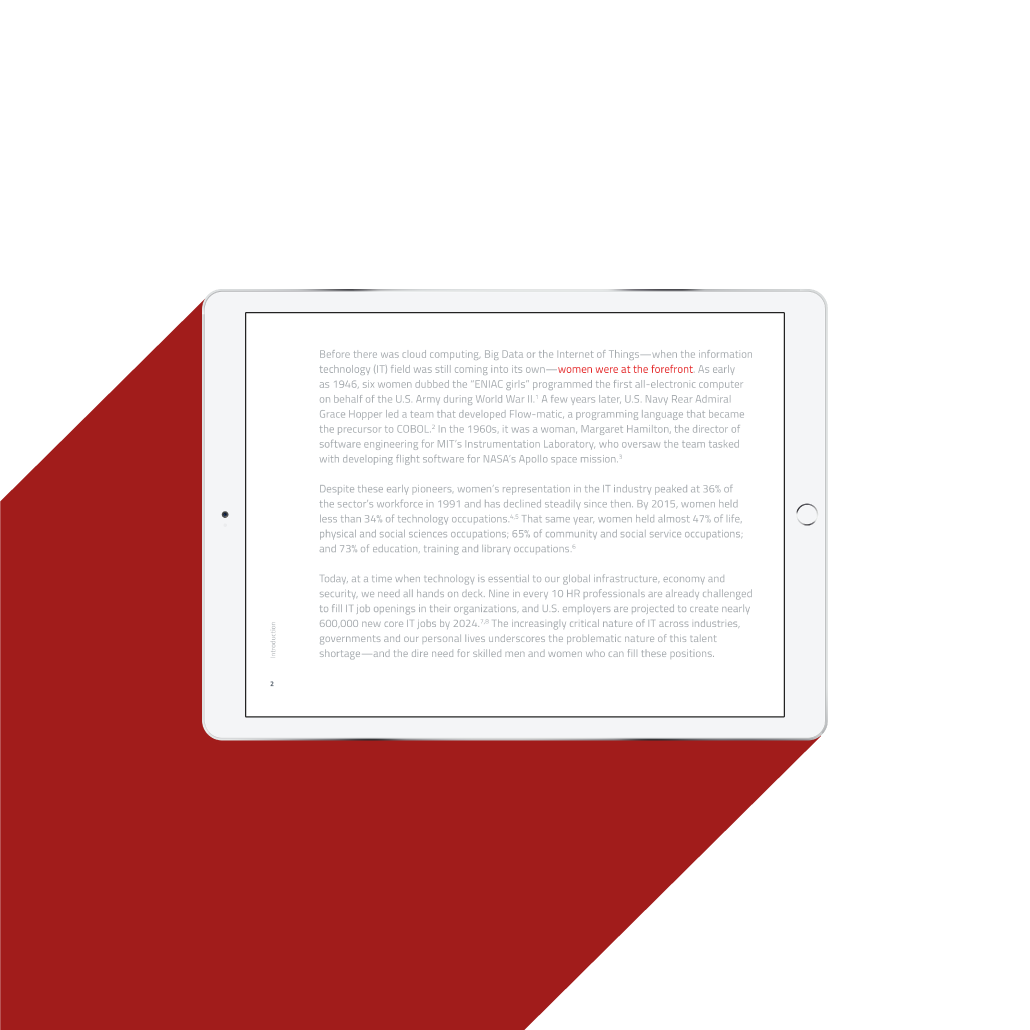 Before there was cloud computing, Big Data or the Internet of Things—when the information
technology (IT) field was still coming into its own—women were at the forefront. As early
as 1946, six women dubbed the “ENIAC girls” programmed the first all-electronic computer
on behalf of the U.S. Army during World War II.¹ A few years later, U.S. Navy Rear Admiral
Grace Hopper led a team that developed Flow-matic, a programming language that became
the precursor to COBOL.² In the 1960s, it was a woman, Margaret Hamilton, the director of
software engineering for MIT’s Instrumentation Laboratory, who oversaw the team tasked
with developing flight software for NASA’s Apollo space mission.³
Despite these early pioneers, women’s representation in the IT industry peaked at 36% of
the sector’s workforce in 1991 and has declined steadily since then. By 2015, women held
less than 34% of technology occupations.⁴,⁵ That same year, women held almost 47% of life,
physical and social sciences occupations; 65% of community and social service occupations;
and 73% of education, training and library occupations.⁶
Today, at a time when technology is essential to our global infrastructure, economy and
security, we need all hands on deck. Nine in every 10 HR professionals are already challenged
to fill IT job openings in their organizations, and U.S. employers are projected to create nearly
600,000 new core IT jobs by 2024.⁷,⁸ The increasingly critical nature of IT across industries,
governments and our personal lives underscores the problematic nature of this talent
shortage—and the dire need for skilled men and women who can fill these positions.
Introduction
2